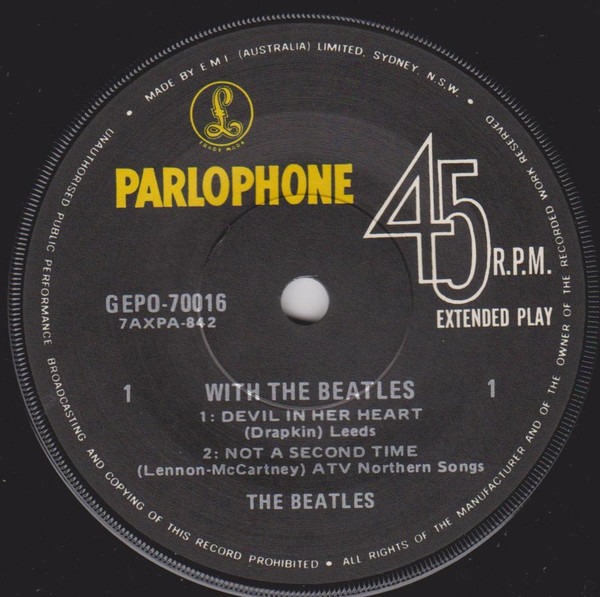 MADE BY E M I (AUSTRALIA) LIMITED, SYDNEY, N.S.W.
UNAUTHORISED PUBLIC PERFORMANCE BROADCASTING AND COPYING OF THIS RECORD PROHIBITED • ALL RIGHTS OF THE MANUFACTURER AND OF THE OWNER OF THE RECORDED WORK RESERVED •
£
TRADE MARK
PARLOPHONE
45
R.P.M.
EXTENDED PLAY
GEPO-70016
7AXPA-842
1 WITH THE BEATLES 1
1: DEVIL IN HER HEART
(Drapkin) Leeds
2: NOT A SECOND TIME
(Lennon-McCartney) ATV Northern Songs
THE BEATLES